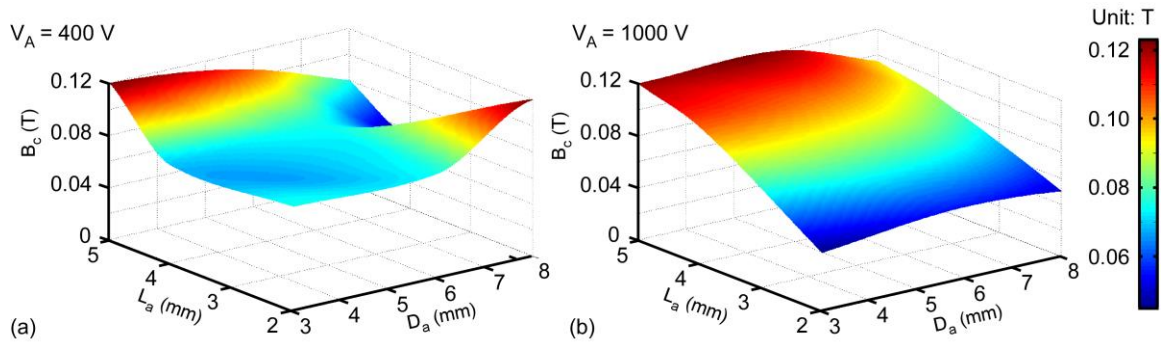 V_A = 400 V
B_c (T)
0.12
0.08
0.04
0
5
4
3
2
L_a (mm)
3
4
5
6
7
8
D_a (mm)
(a)
V_A = 1000 V
B_c (T)
0.12
0.08
0.04
0
5
4
3
2
L_a (mm)
3
4
5
6
7
8
D_a (mm)
(b)
Unit: T
0.12
0.10
0.08
0.06